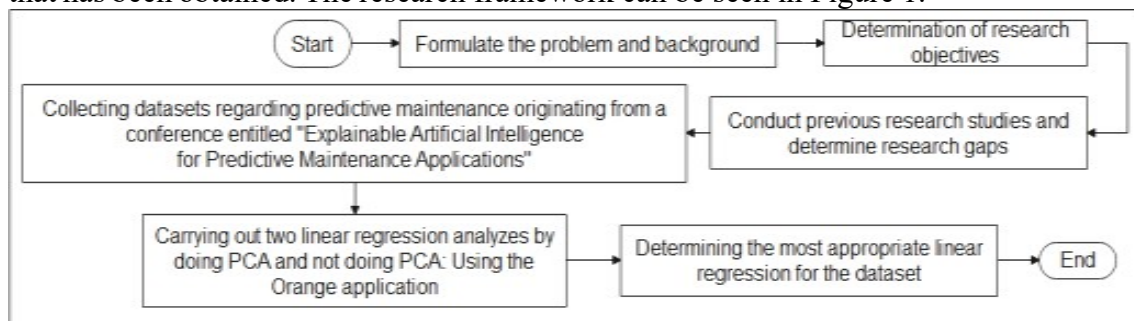 that has been obtained. The research framework can be seen in Figure 1.
Start
Formulate the problem and background
Determination of research
objectives
Conduct previous research studies and
determine research gaps
Collecting datasets regarding predictive maintenance originating from a
conference entitled "Explainable Artificial Intelligence
for Predictive Maintenance Applications"
Carrying out two linear regression analyzes by
doing PCA and not doing PCA: Using the
Orange application
Determining the most appropriate linear
regression for the dataset
End